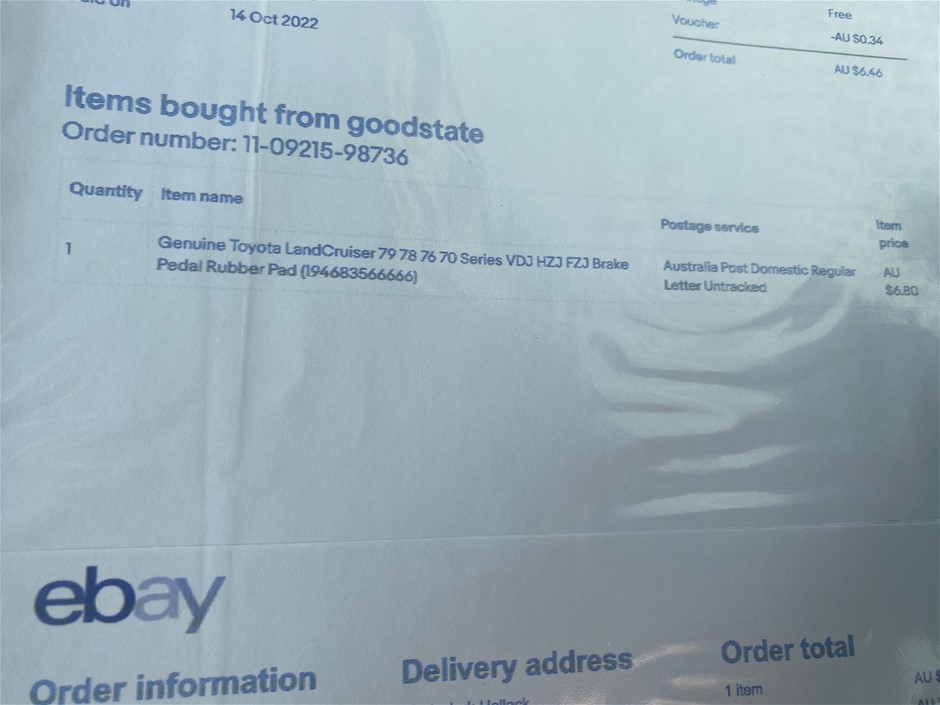 14 Oct 2022
Free
Voucher
-AU $0.34
Order total
AU $6.46
Items bought from goodstate
Order number: 11-09215-98736
Quantity Item name Postage service Item price
1 Genuine Toyota LandCruiser 79 78 76 70 Series VDJ HZJ FZJ Brake
Pedal Rubber Pad (194683566666)
Australia Post Domestic Regular
Letter Untracked
AU
$6.80
ebay
Order information
Delivery address
Order total
1 item
AU